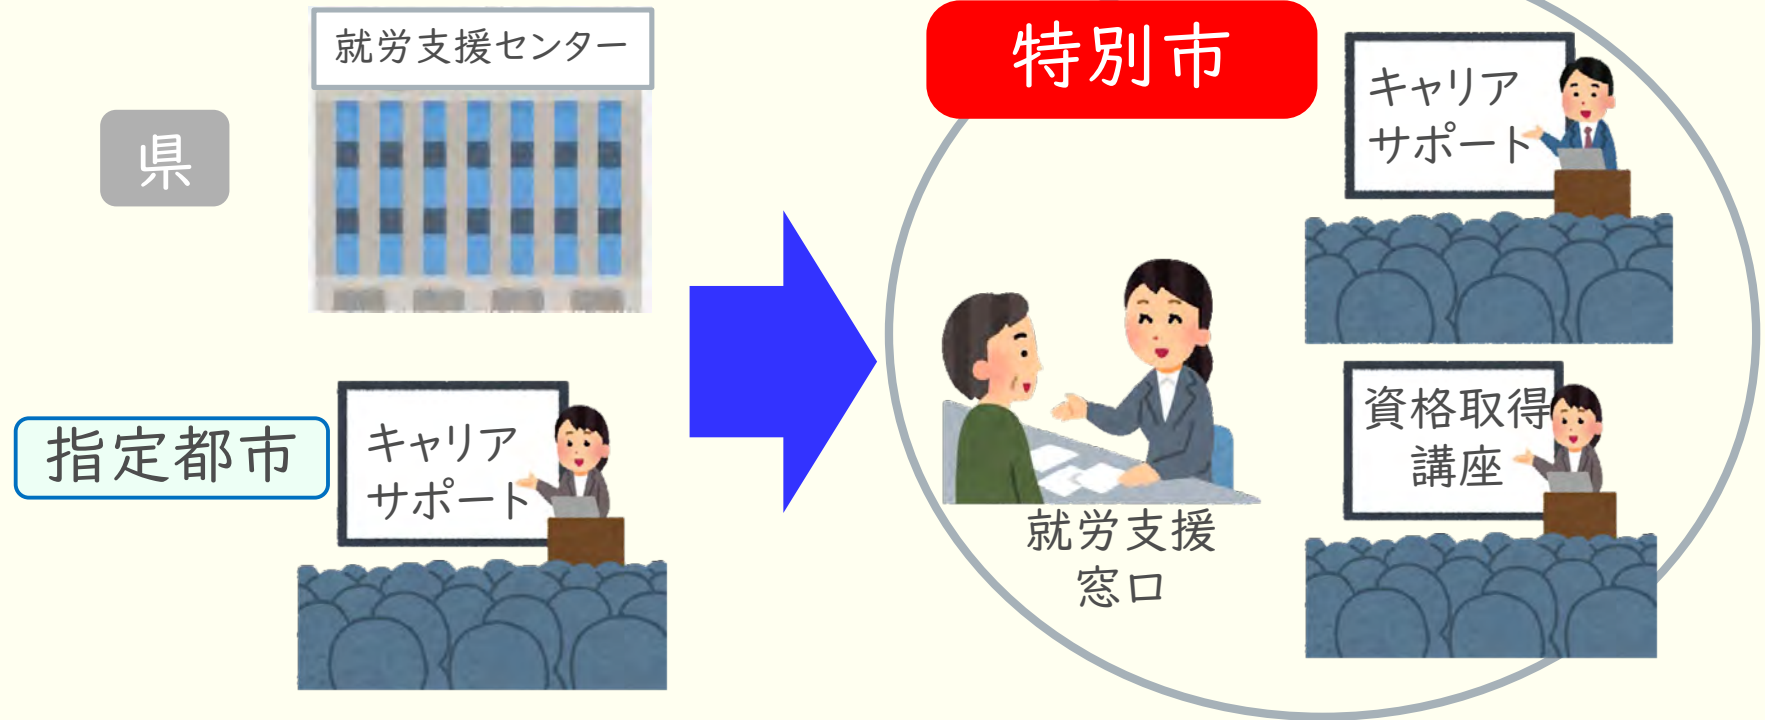 就労支援センター
県
指定都市
キャリア
サポート
特別市
キャリア
サポート
就労支援
窓口
資格取得
講座